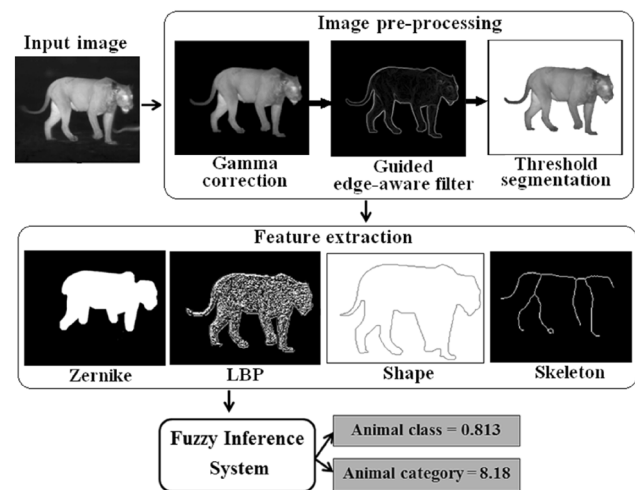 Image pre-processing
Input image
Gamma
correction
Guided
edge-aware filter
Threshold
segmentation
Feature extraction
Zernike
LBP
Shape
Skeleton
Fuzzy Inference
System
Animal class = 0.813
Animal category = 8.18